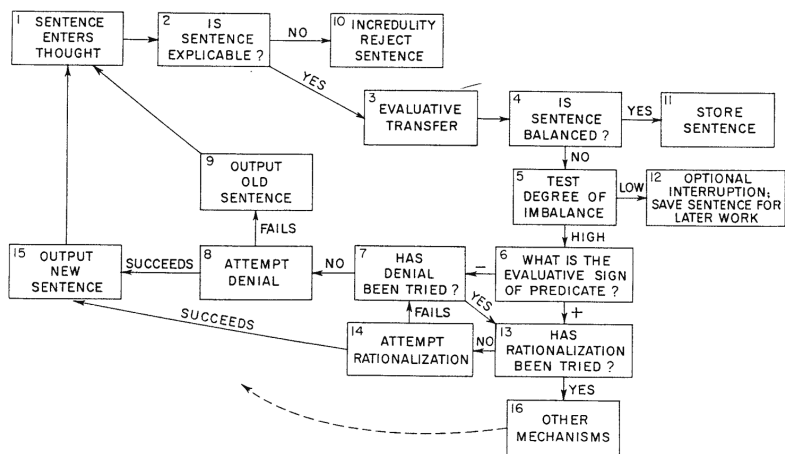 1 SENTENCE
ENTERS
THOUGHT
2 IS
SENTENCE
EXPLICABLE ?
NO
10 INCREDULITY
REJECT
SENTENCE
YES
3 EVALUATIVE
TRANSFER
4 IS
SENTENCE
BALANCED ?
YES
11 STORE
SENTENCE
NO
9 OUTPUT
OLD
SENTENCE
5 TEST
DEGREE OF
IMBALANCE
LOW
12 OPTIONAL
INTERRUPTION;
SAVE SENTENCE FOR
LATER WORK
FAILS
HIGH
15 OUTPUT
NEW
SENTENCE
SUCCEEDS
8 ATTEMPT
DENIAL
NO
7 HAS
DENIAL
BEEN TRIED ?
–
6 WHAT IS THE
EVALUATIVE SIGN
OF PREDICATE ?
YES
+
SUCCEEDS
FAILS
14 ATTEMPT
RATIONALIZATION
NO
13 HAS
RATIONALIZATION
BEEN TRIED ?
YES
16 OTHER
MECHANISMS